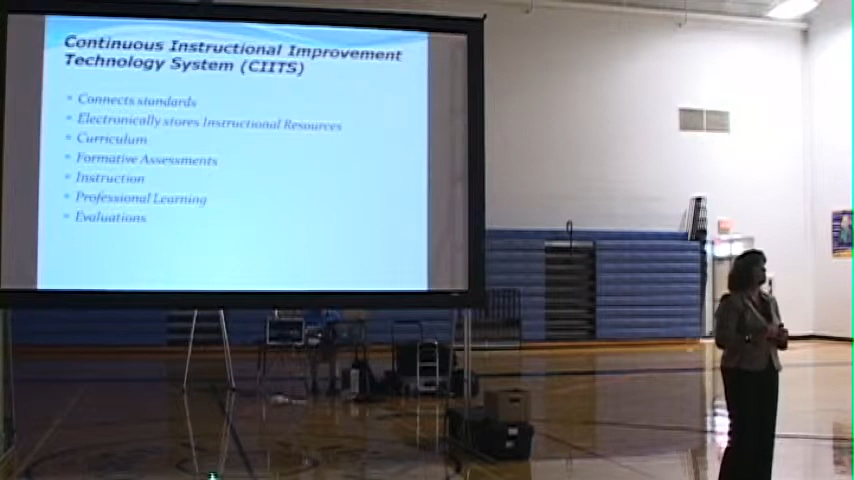 Continuous Instructional Improvement
Technology System (CIITS)
Connects standards
Electronically stores Instructional Resources
Curriculum
Formative Assessments
Instruction
Professional Learning
Evaluations